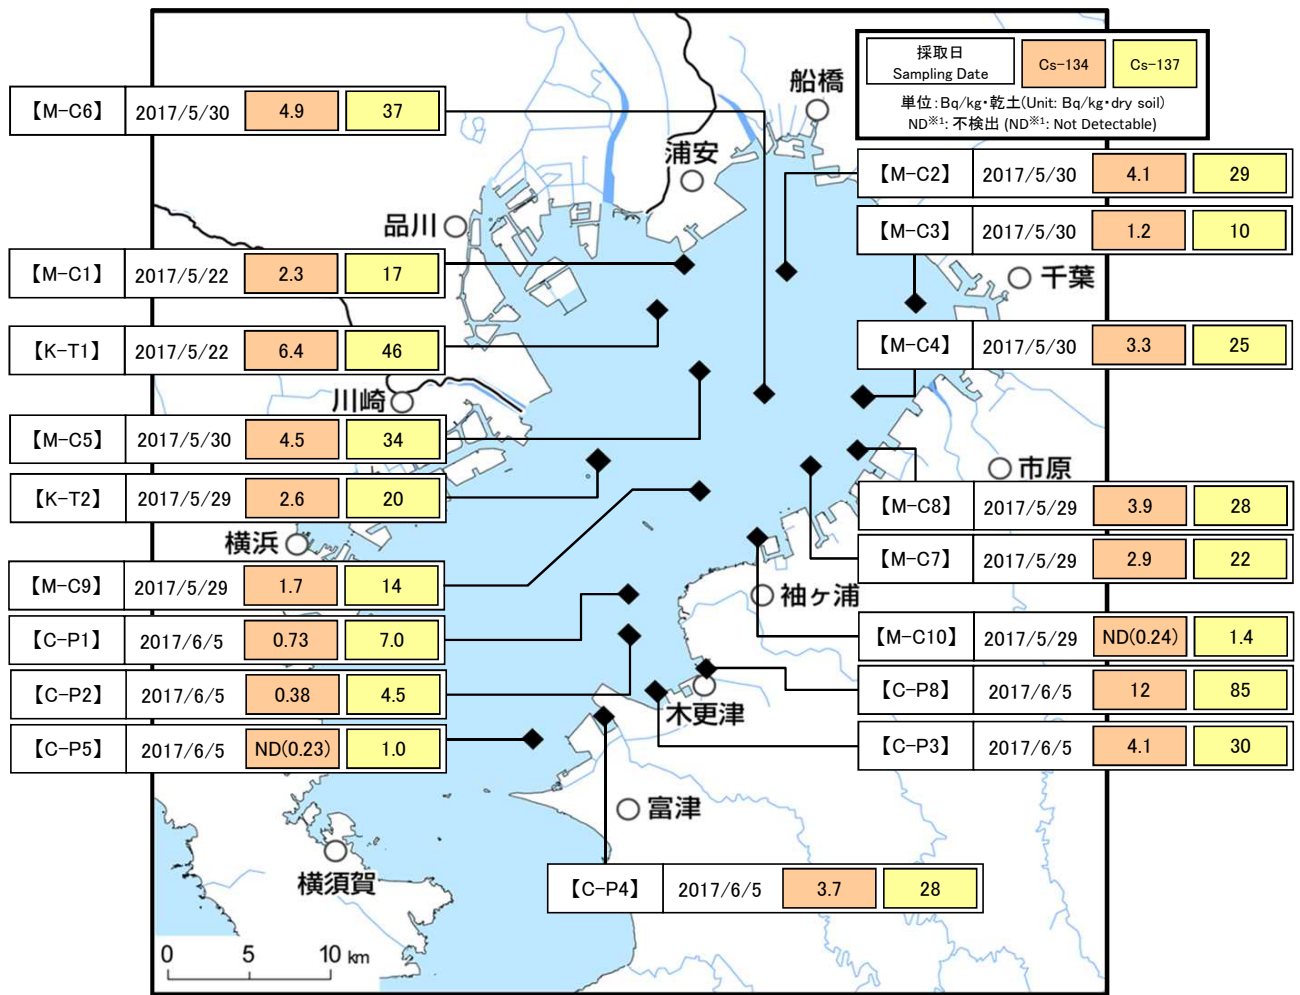 採取日
Sampling Date
Cs-134
Cs-137
単位:Bq/kg・乾土(Unit: Bq/kg・dry soil)
ND※1: 不検出 (ND※1: Not Detectable)
【M-C6】 2017/5/30 4.9 37
【M-C1】 2017/5/22 2.3 17
【K-T1】 2017/5/22 6.4 46
【M-C5】 2017/5/30 4.5 34
【K-T2】 2017/5/29 2.6 20
【M-C9】 2017/5/29 1.7 14
【C-P1】 2017/6/5 0.73 7.0
【C-P2】 2017/6/5 0.38 4.5
【C-P5】 2017/6/5 ND(0.23) 1.0
【M-C2】 2017/5/30 4.1 29
【M-C3】 2017/5/30 1.2 10
【M-C4】 2017/5/30 3.3 25
【M-C8】 2017/5/29 3.9 28
【M-C7】 2017/5/29 2.9 22
【M-C10】 2017/5/29 ND(0.24) 1.4
【C-P8】 2017/6/5 12 85
【C-P3】 2017/6/5 4.1 30
【C-P4】 2017/6/5 3.7 28
船橋
浦安
品川
千葉
川崎
市原
横浜
袖ヶ浦
木更津
富津
横須賀
0 5 10 km